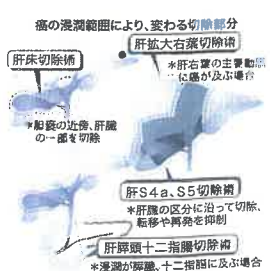 癌の浸潤範囲により、変わる切除部分
肝拡大右葉切除術
*肝右葉の主要動脈
に癌が及ぶ場合
肝床切除術
*胆嚢の近傍、肝臓
の一部を切除
肝S4a、S5切除術
*肝臓の区分に沿って切除、
転移や再発を抑制
肝膵頭十二指腸切除術
*浸潤が膵臓、十二指腸に及ぶ場合